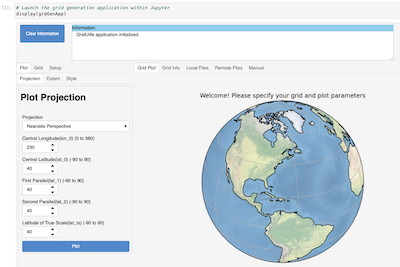 [3]: # Launch the grid generation application within Jupyter
display(grdGenApp)
Clear Information
Information
GridUtils application initialized.
Plot Grid Setup
Grid Plot Grid Info Local Files Remote Files Manual
Projection Extent Style
Plot Projection
Welcome! Please specify your grid and plot parameters
Projection
Nearside Perspective
Central Longitude(lon_0) (0 to 360)
230
Central Latitude(lat_0) (-90 to 90)
40
First Parallel(lat_1) (-90 to 90)
40
Second Parallel(lat_2) (-90 to 90)
40
Latitude of True Scale(lat_ts) (-90 to 90)
40
Plot